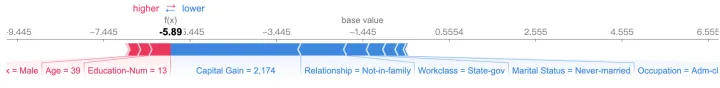 higher ⇄ lower
f(x) base value
-9.445 -7.445 -5.89 5.445 -3.445 -1.445 0.5554 2.555 4.555 6.555
x = Male Age = 39 Education-Num = 13 Capital Gain = 2,174 Relationship = Not-in-family Workclass = State-gov Marital Status = Never-married Occupation = Adm-cl